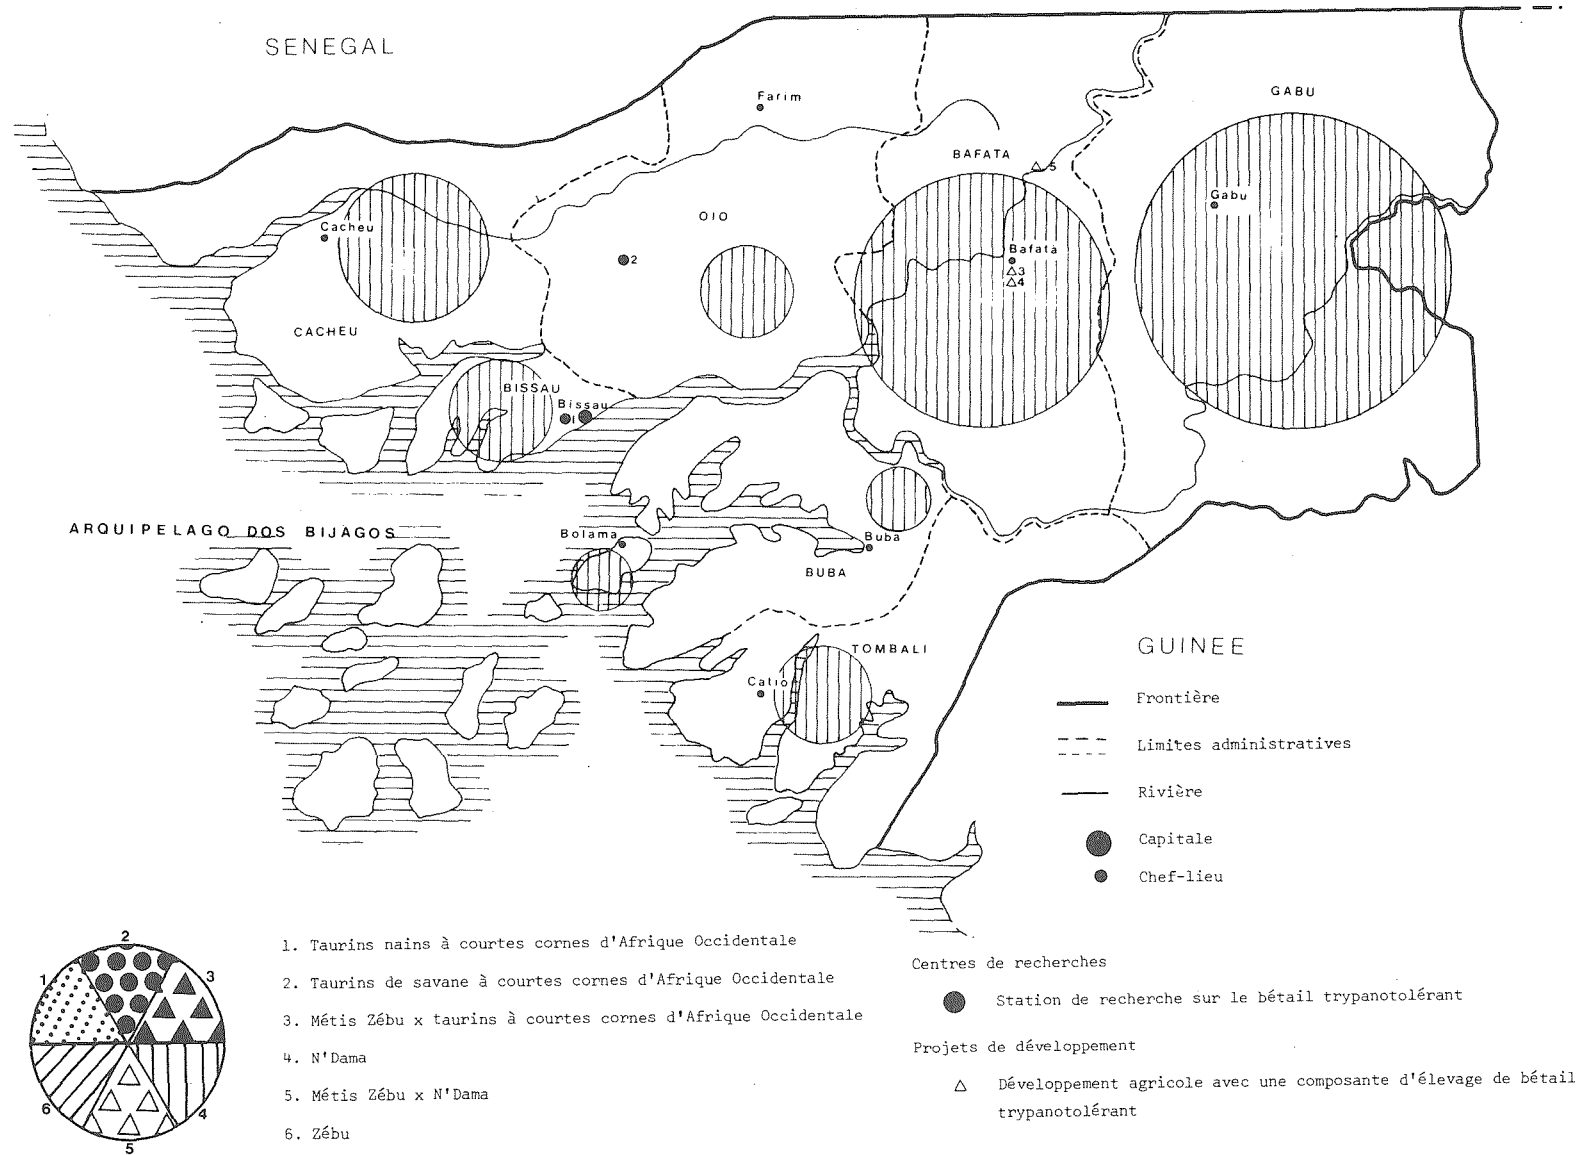 SENEGAL
Farim
GABU
BAFATA
5
Gabu
OIO
Cacheu
2
Bafatà
3
4
CACHEU
BISSAU
Bissau
1
ARQUIPELAGO DOS BIJAGOS
Bolama
Buba
BUBA
TOMBALI
Catio
GUINEE
Frontière
Limites administratives
Rivière
Capitale
Chef-lieu
1
2
3
4
5
6
1. Taurins nains à courtes cornes d'Afrique Occidentale
2. Taurins de savane à courtes cornes d'Afrique Occidentale
3. Métis Zébu x taurins à courtes cornes d'Afrique Occidentale
4. N'Dama
5. Métis Zébu x N'Dama
6. Zébu
Centres de recherches
Station de recherche sur le bétail trypanotolérant
Projets de développement
Développement agricole avec une composante d'élevage de bétail
trypanotolérant